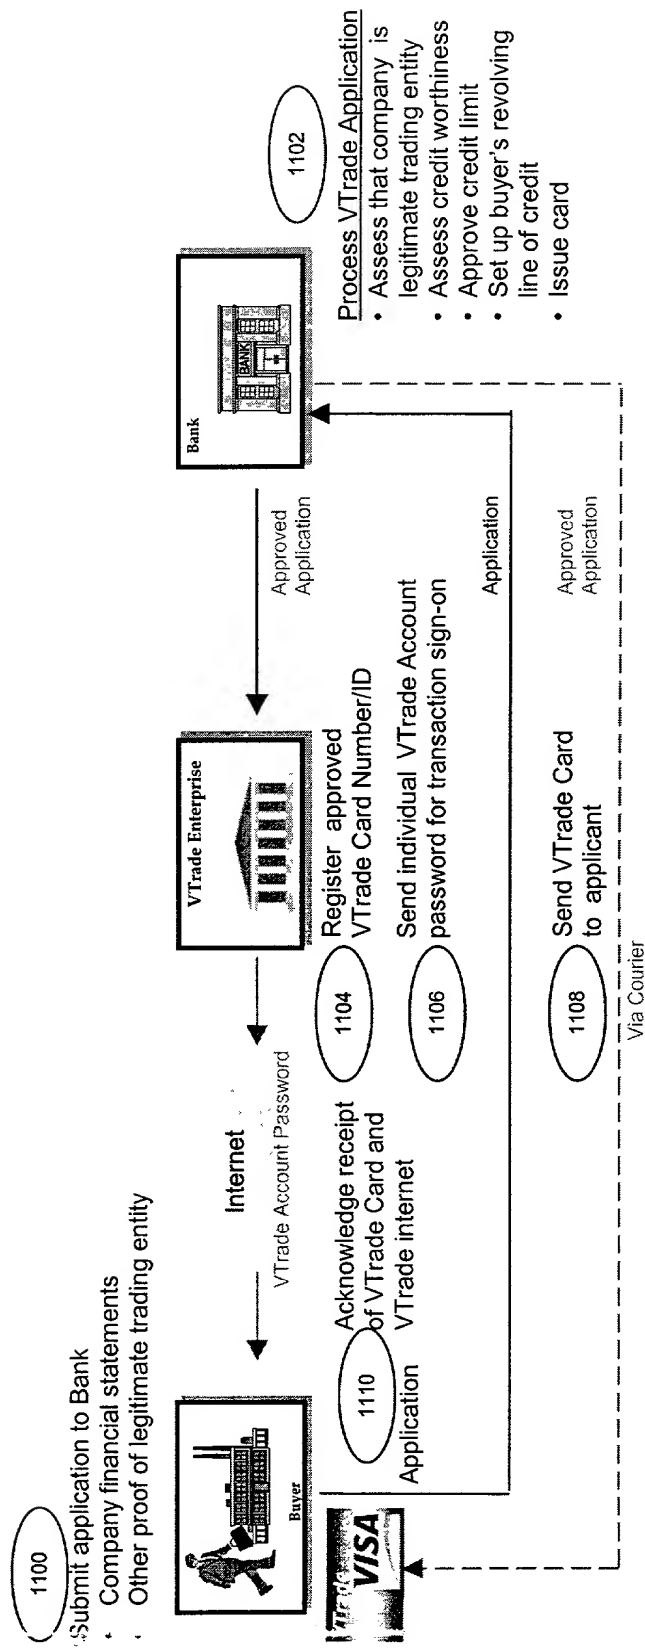 1100
Submit application to Bank
• Company financial statements
• Other proof of legitimate trading entity
Buyer
Internet
VTrade Account Password
VTrade Enterprise
Approved
Application
Bank
BANK
1102
Process VTrade Application
• Assess that company is
legitimate trading entity
• Assess credit worthiness
• Approve credit limit
• Set up buyer's revolving
line of credit
• Issue card
1104
Register approved
VTrade Card Number/ID
1106
Send individual VTrade Account
password for transaction sign-on
1110
Acknowledge receipt
of VTrade Card and
VTrade internet
Application
Application
VTrade
VISA
1108
Send VTrade Card
to applicant
Approved
Application
Via Courier